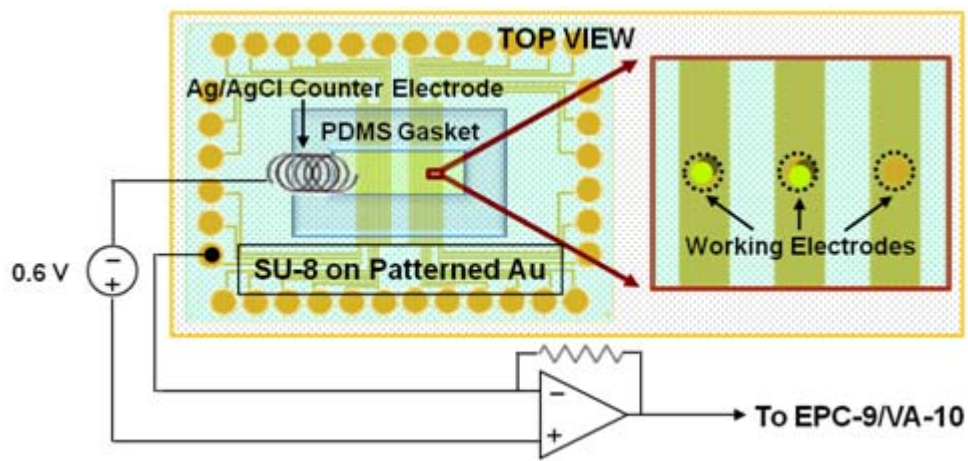 TOP VIEW
Ag/AgCl Counter Electrode
PDMS Gasket
Working Electrodes
0.6 V
−
+
SU-8 on Patterned Au
−
+
To EPC-9/VA-10